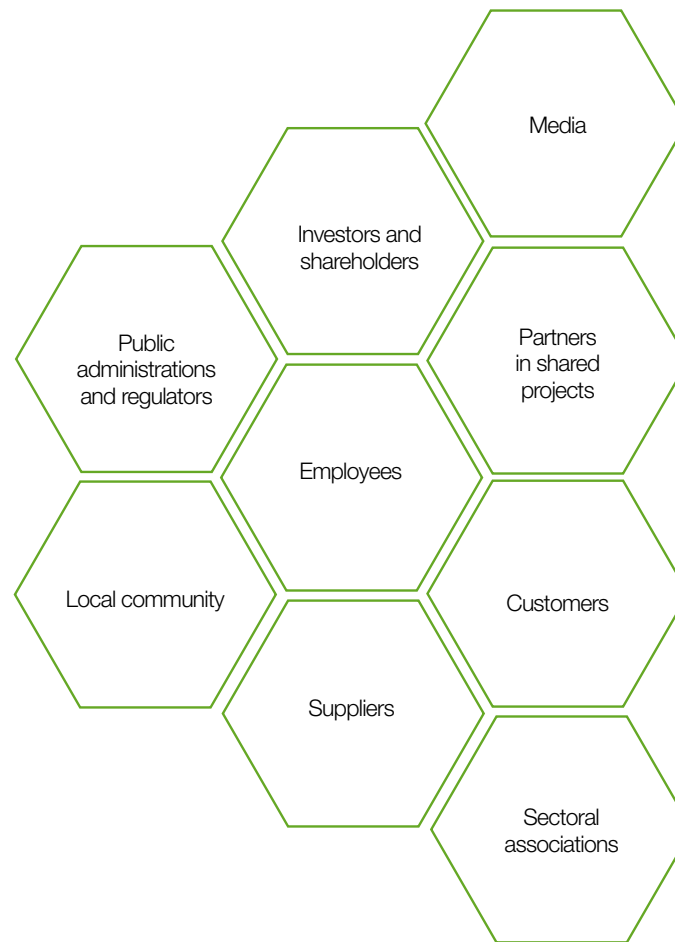 Media
Investors and
shareholders
Public
administrations
and regulators
Partners
in shared
projects
Employees
Local community
Customers
Suppliers
Sectoral
associations